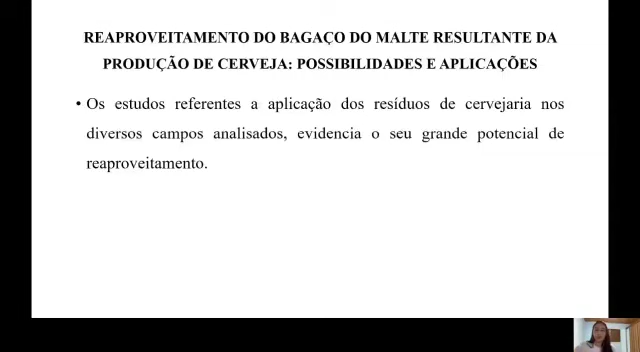 REAPROVEITAMENTO DO BAGAÇO DO MALTE RESULTANTE DA
PRODUÇÃO DE CERVEJA: POSSIBILIDADES E APLICAÇÕES
• Os estudos referentes a aplicação dos resíduos de cervejaria nos
diversos campos analisados, evidencia o seu grande potencial de
reaproveitamento.